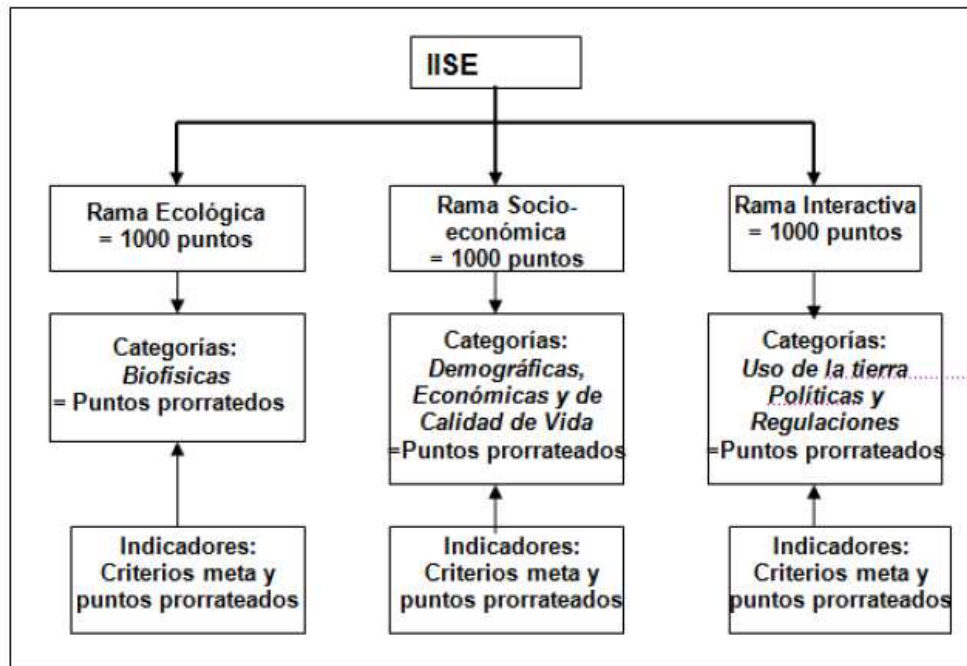 IISE
Rama Ecológica
= 1000 puntos
Rama Socio-
económica
= 1000 puntos
Rama Interactiva
= 1000 puntos
Categorías:
Biofísicas
= Puntos prorratedos
Categorías:
Demográficas,
Económicas y de
Calidad de Vida
=Puntos prorrateados
Categorías:
Uso de la tierra
Políticas y
Regulaciones
=Puntos prorrateados
Indicadores:
Criterios meta y
puntos prorrateados
Indicadores:
Criterios meta y
puntos prorrateados
Indicadores:
Criterios meta y
puntos prorrateados